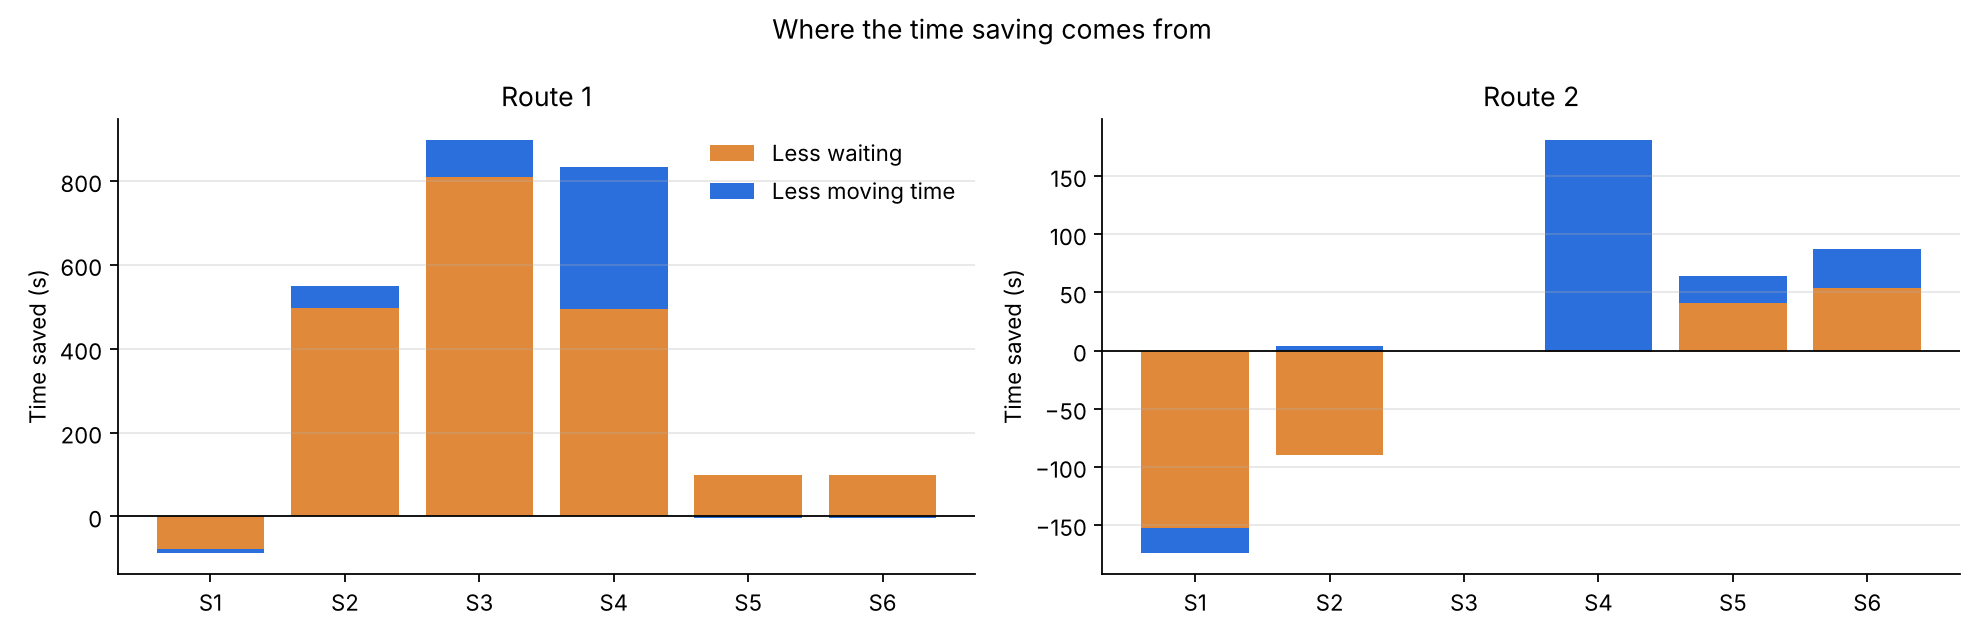 Where the time saving comes from
Route 1
Less waiting
Less moving time
Time saved (s)
800
600
400
200
0
S1 S2 S3 S4 S5 S6
Route 2
Time saved (s)
150
100
50
0
−50
−100
−150
S1 S2 S3 S4 S5 S6